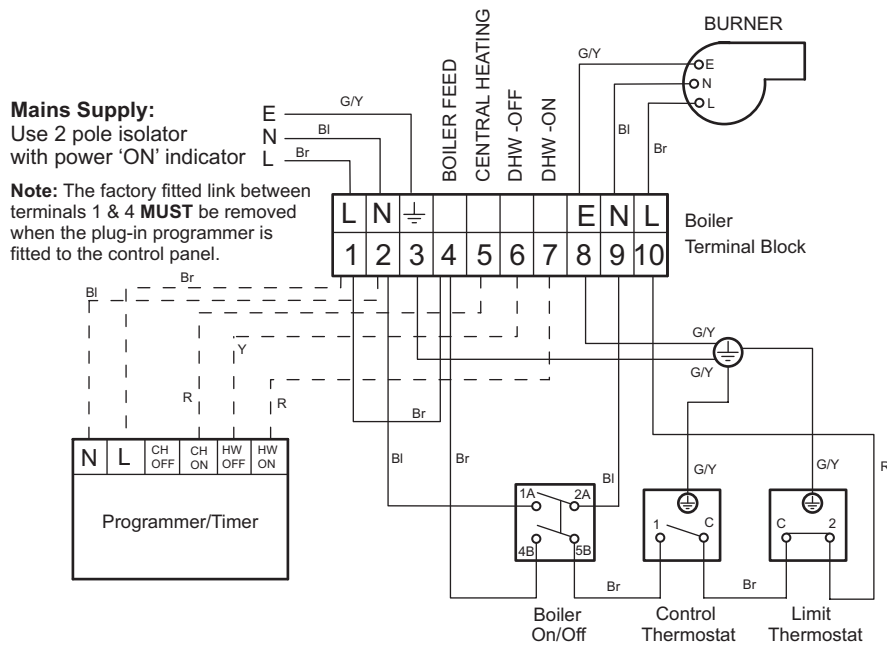 BURNER
G/Y
E
N
L
Bl
Br
Mains Supply:
Use 2 pole isolator
with power ‘ON’ indicator
E
N
L
G/Y
Bl
Br
Note: The factory fitted link between
terminals 1 & 4 MUST be removed
when the plug-in programmer is
fitted to the control panel.
BOILER FEED
CENTRAL HEATING
DHW -OFF
DHW -ON
L N E N L
1 2 3 4 5 6 7 8 9 10
Boiler
Terminal Block
Br
Bl
Y
R
R
Br
Bl
Br
G/Y
G/Y
Bl
G/Y
G/Y
R
N L CH OFF CH ON HW OFF HW ON
Programmer/Timer
1A 2A
4B 5B
1 C
C 2
Br
Br
Boiler
On/Off
Control
Thermostat
Limit
Thermostat